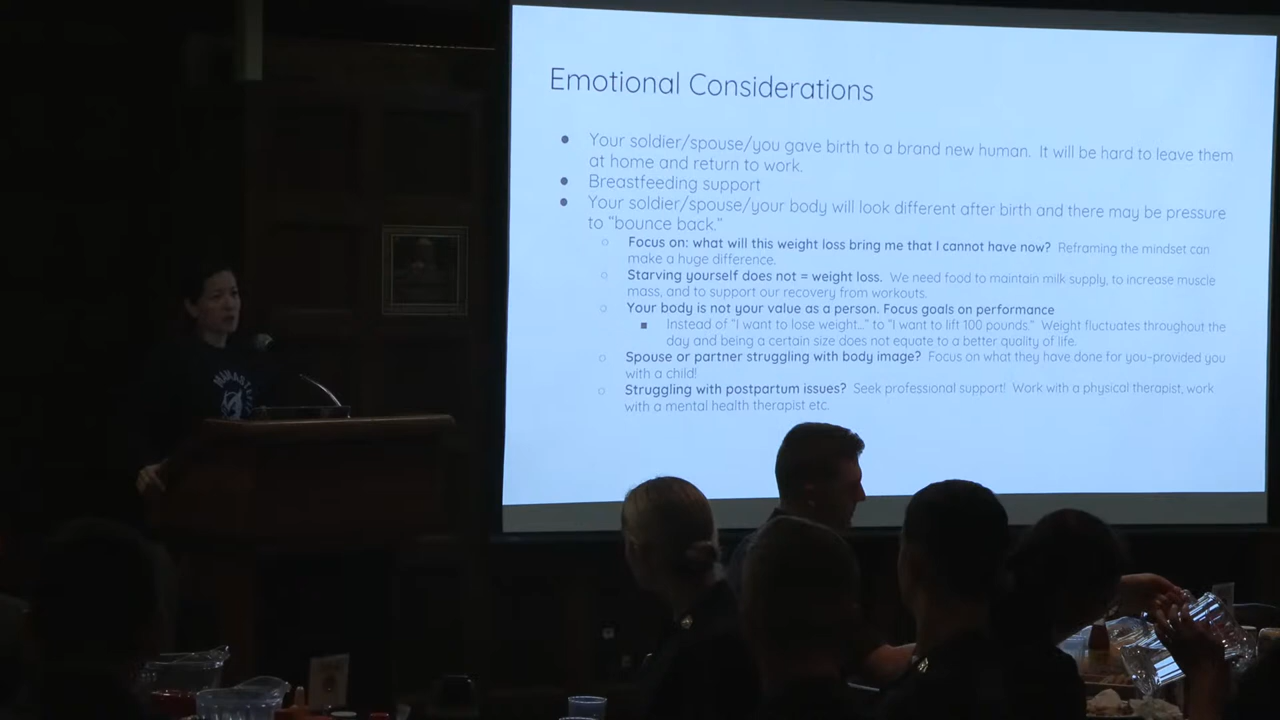 Emotional Considerations
● Your soldier/spouse/you gave birth to a brand new human. It will be hard to leave them
at home and return to work.
● Breastfeeding support
● Your soldier/spouse/your body will look different after birth and there may be pressure
to "bounce back."
○ Focus on: what will this weight loss bring me that I cannot have now? Reframing the mindset can
make a huge difference.
○ Starving yourself does not = weight loss. We need food to maintain milk supply, to increase muscle
mass, and to support our recovery from workouts.
○ Your body is not your value as a person. Focus goals on performance
■ Instead of "I want to lose weight..." to "I want to lift 100 pounds." Weight fluctuates throughout the
day and being a certain size does not equate to a better quality of life.
○ Spouse or partner struggling with body image? Focus on what they have done for you-provided you
with a child!
○ Struggling with postpartum issues? Seek professional support! Work with a physical therapist, work
with a mental health therapist etc.